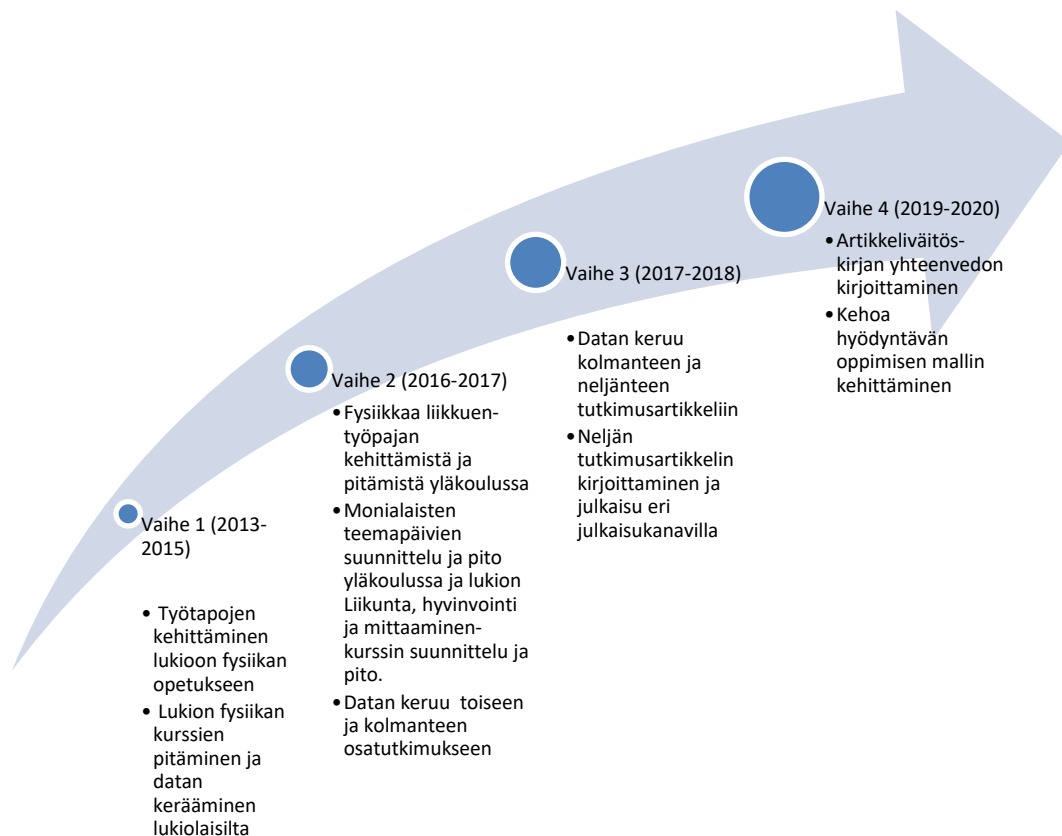 Vaihe 1 (2013-
2015)
• Työtapojen
kehittäminen
lukioon fysiikan
opetukseen
• Lukion fysiikan
kurssien
pitäminen ja
datan
kerääminen
lukiolaisilta
Vaihe 2 (2016-2017)
•Fysiikkaa liikkuen-
työpajan
kehittämistä ja
pitämistä yläkoulussa
•Monialaisten
teemapäivien
suunnittelu ja pito
yläkoulussa ja lukion
Liikunta, hyvinvointi
ja mittaaminen-
kurssin suunnittelu ja
pito.
•Datan keruu toiseen
ja kolmanteen
osatutkimukseen
Vaihe 3 (2017-2018)
•Datan keruu
kolmanteen ja
neljänteen
tutkimusartikkeliin
•Neljän
tutkimusartikkelin
kirjoittaminen ja
julkaisu eri
julkaisukanavilla
Vaihe 4 (2019-2020)
•Artikkeliväitös-
kirjan yhteenvedon
kirjoittaminen
•Kehoa
hyödyntävän
oppimisen mallin
kehittäminen